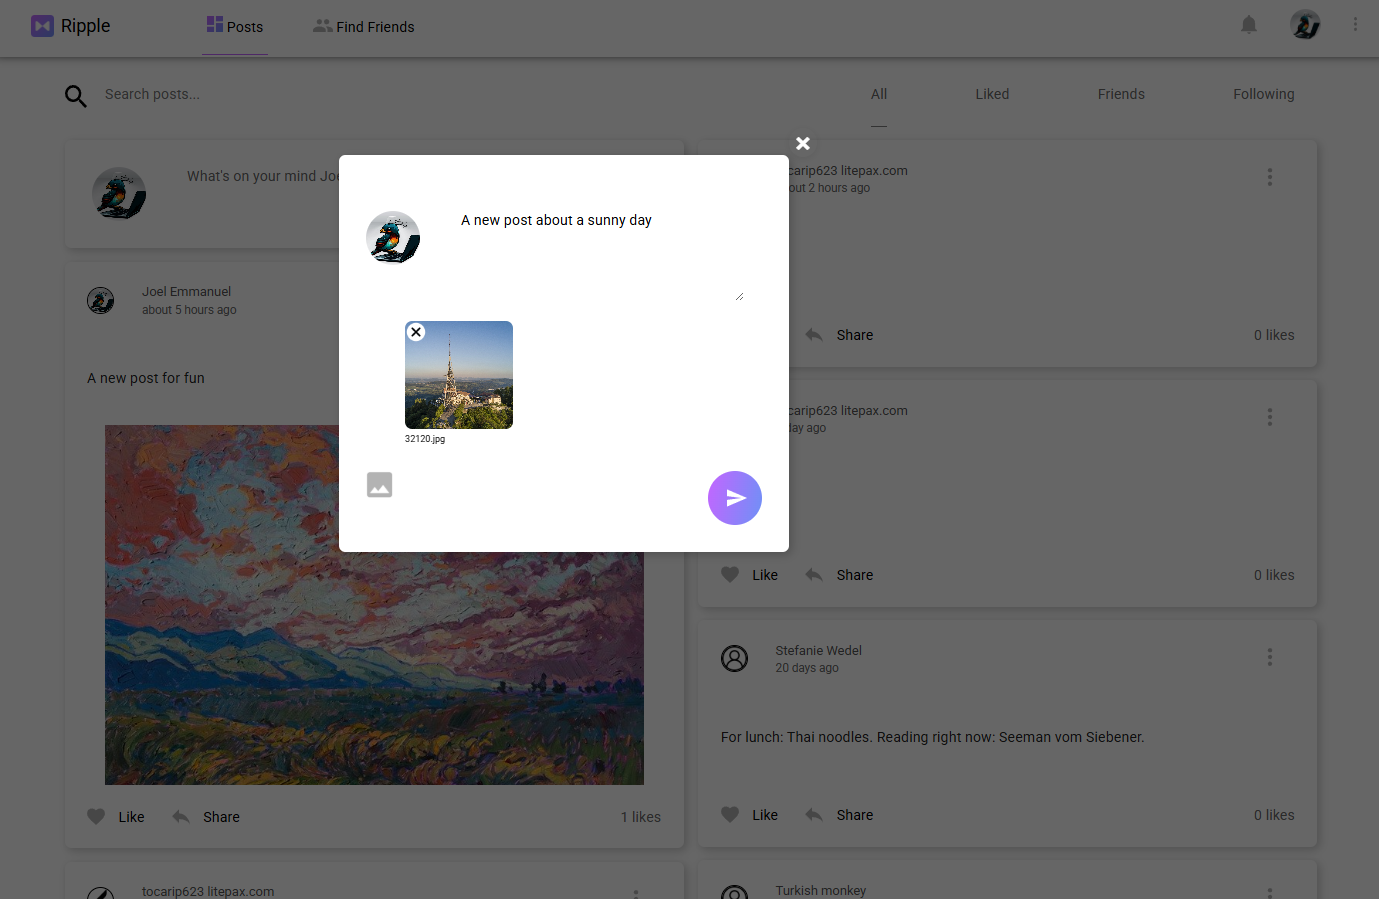 Ripple
Posts
Find Friends
Search posts...
All
Liked
Friends
Following
What's on your mind Joe
A new post about a sunny day
32120.jpg
Joel Emmanuel
about 5 hours ago
A new post for fun
Like
Share
1 likes
tocarip623 litepax.com
carip623 litepax.com
out 2 hours ago
Share
0 likes
carip623 litepax.com
day ago
Like
Share
0 likes
Stefanie Wedel
20 days ago
For lunch: Thai noodles. Reading right now: Seeman vom Siebener.
Like
Share
0 likes
Turkish monkey